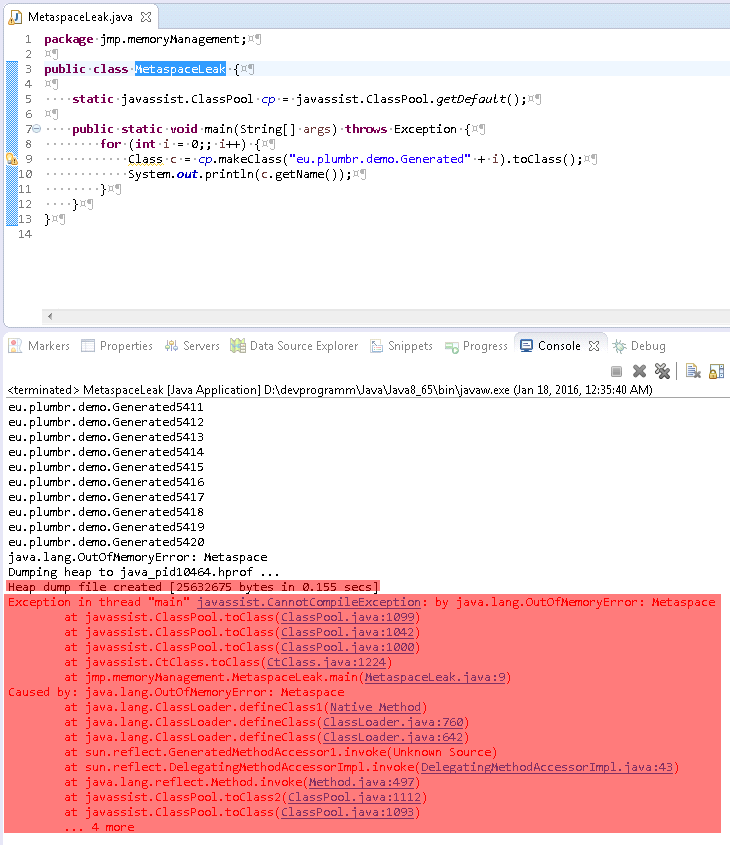 MetaspaceLeak.java
1 package jmp.memoryManagement;
2
3 public class MetaspaceLeak {
4
5 static javassist.ClassPool cp = javassist.ClassPool.getDefault();
6
7 public static void main(String[] args) throws Exception {
8 for (int i = 0;; i++) {
9 Class c = cp.makeClass("eu.plumbr.demo.Generated" + i).toClass();
10 System.out.println(c.getName());
11 }
12 }
13 }
14
Markers Properties Servers Data Source Explorer Snippets Progress Console Debug
<terminated> MetaspaceLeak [Java Application] D:\devprogramm\Java\Java8_65\bin\javaw.exe (Jan 18, 2016, 12:35:40 AM)
eu.plumbr.demo.Generated5411
eu.plumbr.demo.Generated5412
eu.plumbr.demo.Generated5413
eu.plumbr.demo.Generated5414
eu.plumbr.demo.Generated5415
eu.plumbr.demo.Generated5416
eu.plumbr.demo.Generated5417
eu.plumbr.demo.Generated5418
eu.plumbr.demo.Generated5419
eu.plumbr.demo.Generated5420
java.lang.OutOfMemoryError: Metaspace
Dumping heap to java_pid10464.hprof ...
Heap dump file created [25632675 bytes in 0.155 secs]
Exception in thread "main" javassist.CannotCompileException: by java.lang.OutOfMemoryError: Metaspace
at javassist.ClassPool.toClass(ClassPool.java:1099)
at javassist.ClassPool.toClass(ClassPool.java:1042)
at javassist.ClassPool.toClass(ClassPool.java:1000)
at javassist.CtClass.toClass(CtClass.java:1224)
at jmp.memoryManagement.MetaspaceLeak.main(MetaspaceLeak.java:9)
Caused by: java.lang.OutOfMemoryError: Metaspace
at java.lang.ClassLoader.defineClass1(Native Method)
at java.lang.ClassLoader.defineClass(ClassLoader.java:760)
at java.lang.ClassLoader.defineClass(ClassLoader.java:642)
at sun.reflect.GeneratedMethodAccessor1.invoke(Unknown Source)
at sun.reflect.DelegatingMethodAccessorImpl.invoke(DelegatingMethodAccessorImpl.java:43)
at java.lang.reflect.Method.invoke(Method.java:497)
at javassist.ClassPool.toClass2(ClassPool.java:1112)
at javassist.ClassPool.toClass(ClassPool.java:1093)
... 4 more